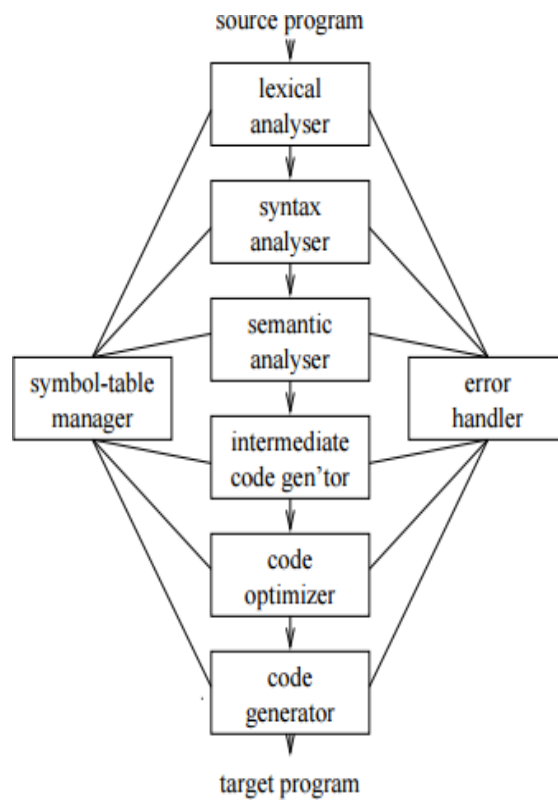 source program
lexical
analyser
syntax
analyser
semantic
analyser
symbol-table
manager
error
handler
intermediate
code gen'tor
code
optimizer
code
generator
target program